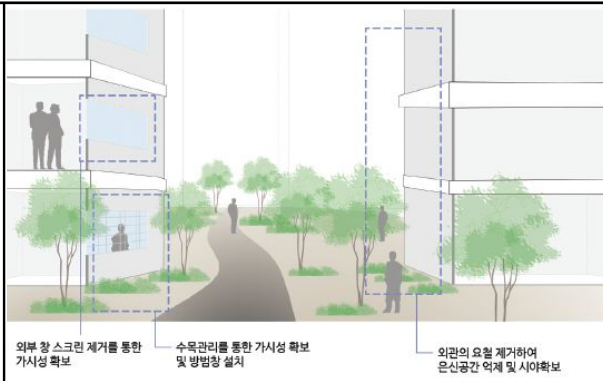 외부 창 스크린 제거를 통한
가시성 확보
수목관리를 통한 가시성 확보
및 방범창 설치
외관의 요철 제거하여
은신공간 억제 및 시야확보